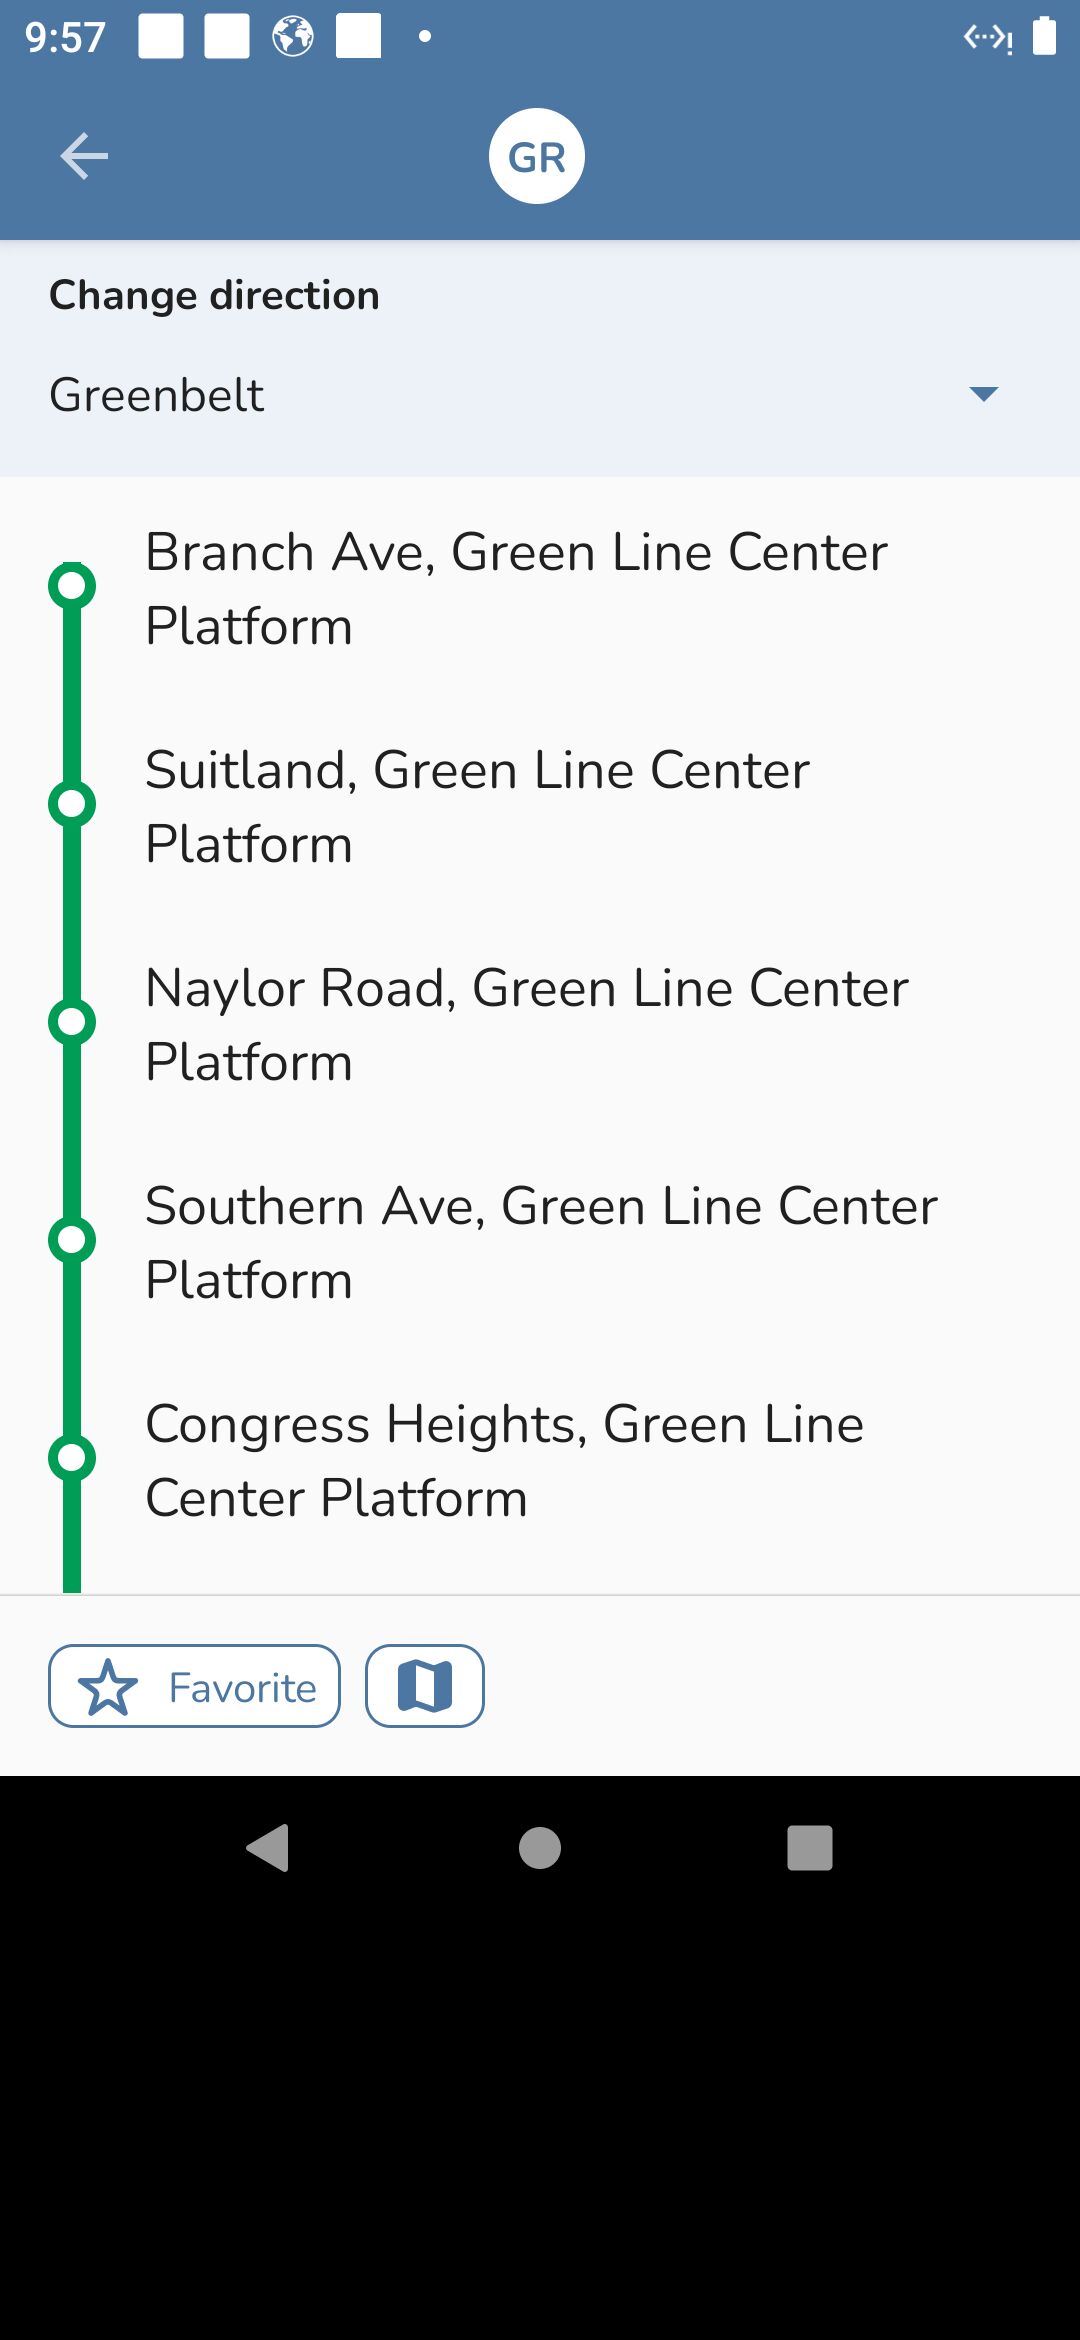 9:57
GR
Change direction
Greenbelt
Branch Ave, Green Line Center
Platform
Suitland, Green Line Center
Platform
Naylor Road, Green Line Center
Platform
Southern Ave, Green Line Center
Platform
Congress Heights, Green Line
Center Platform
Favorite